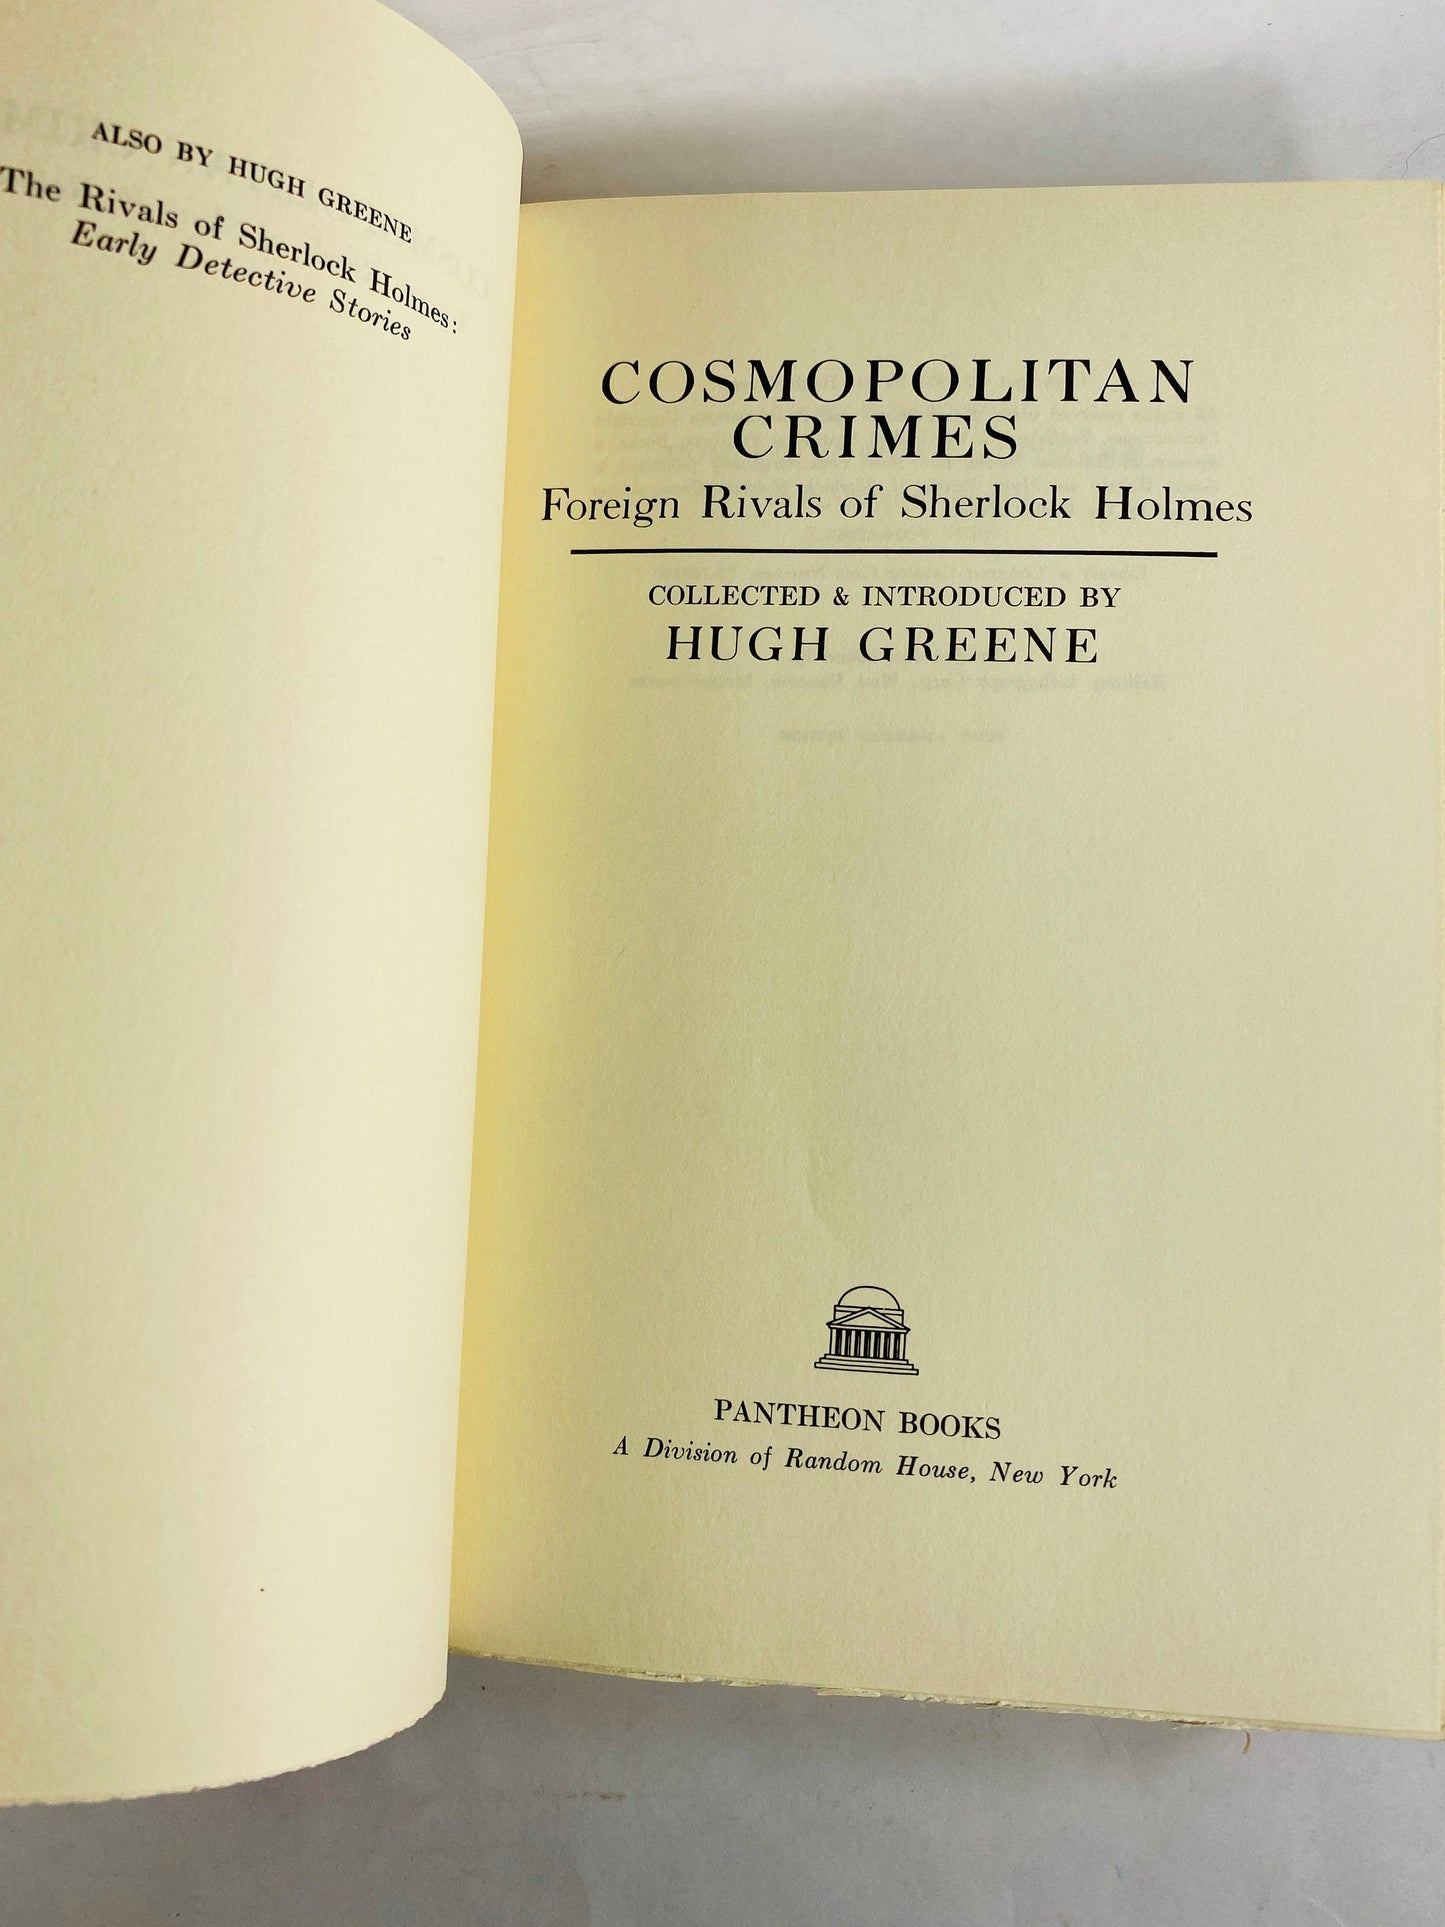 ALSO BY HUGH GREENE
The Rivals of Sherlock Holmes:
Early Detective Stories
COSMOPOLITAN
CRIMES
Foreign Rivals of Sherlock Holmes
COLLECTED & INTRODUCED BY
HUGH GREENE
PANTHEON BOOKS
A Division of Random House, New York